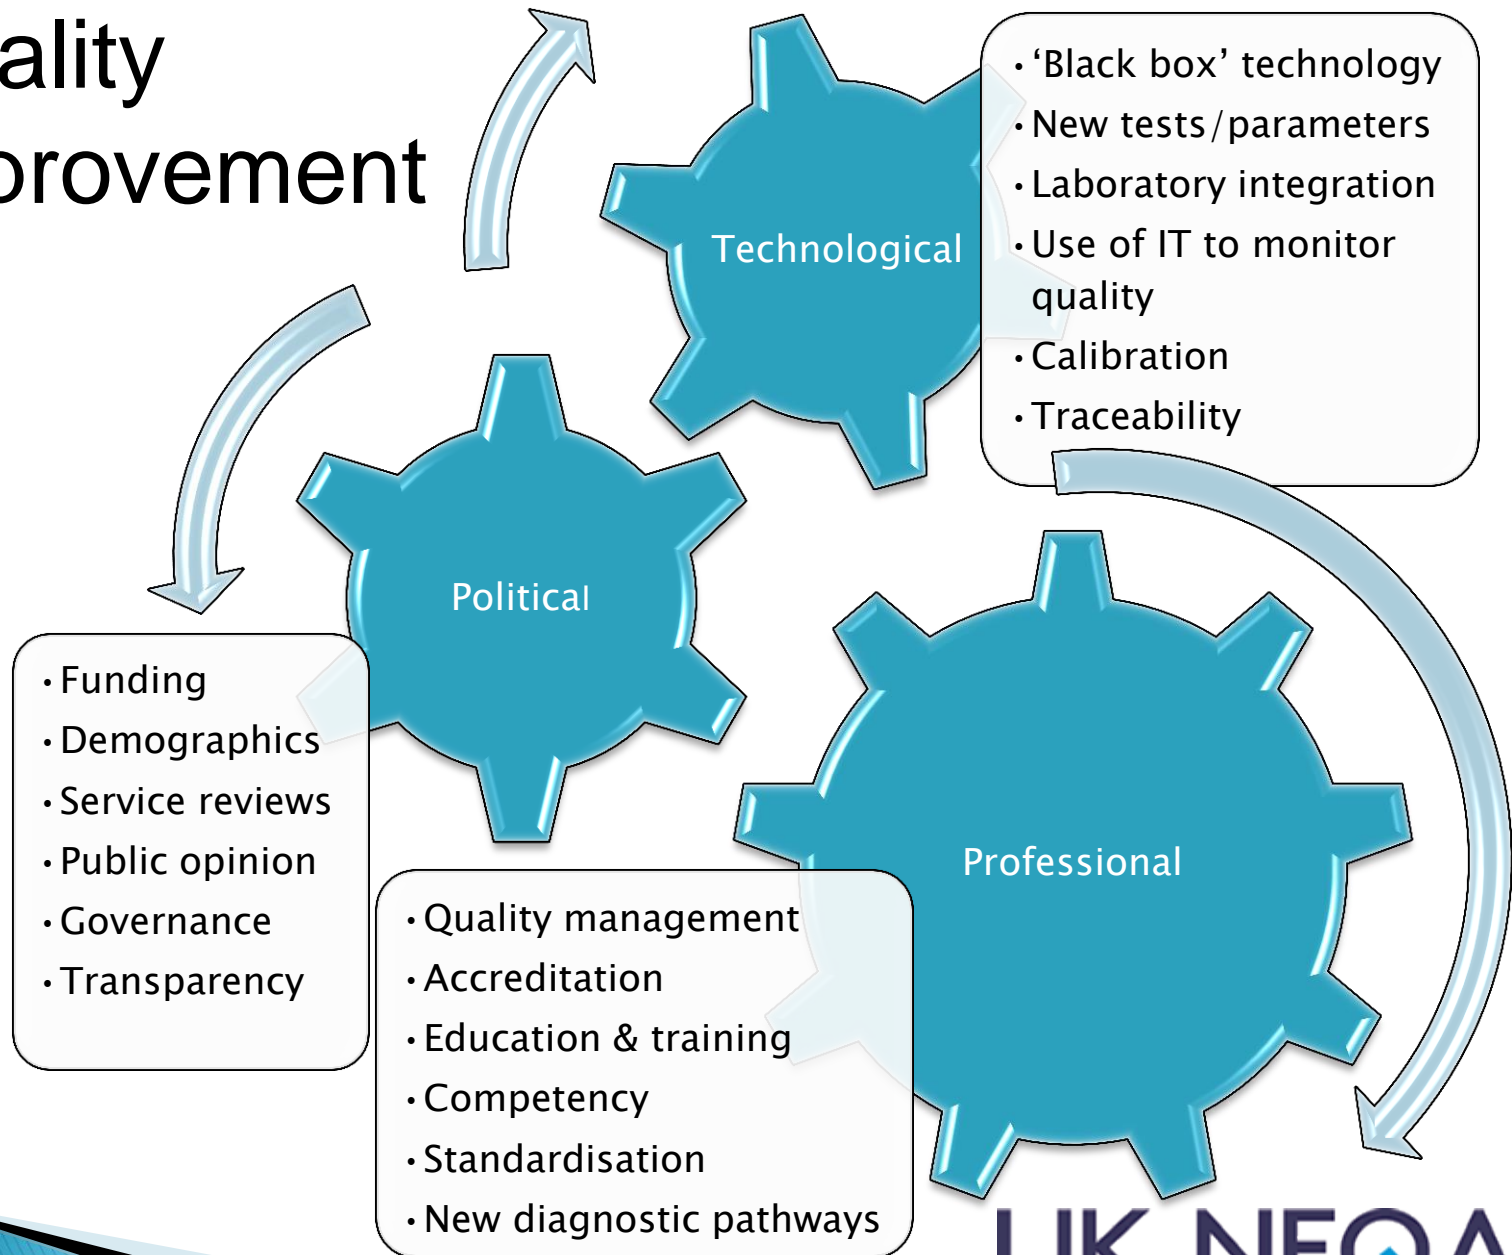 ality
provement
Technological
• ‘Black box’ technology
• New tests/parameters
• Laboratory integration
• Use of IT to monitor
quality
• Calibration
• Traceability
Political
• Funding
• Demographics
• Service reviews
• Public opinion
• Governance
• Transparency
Professional
• Quality management
• Accreditation
• Education & training
• Competency
• Standardisation
• New diagnostic pathways
UK NEQA